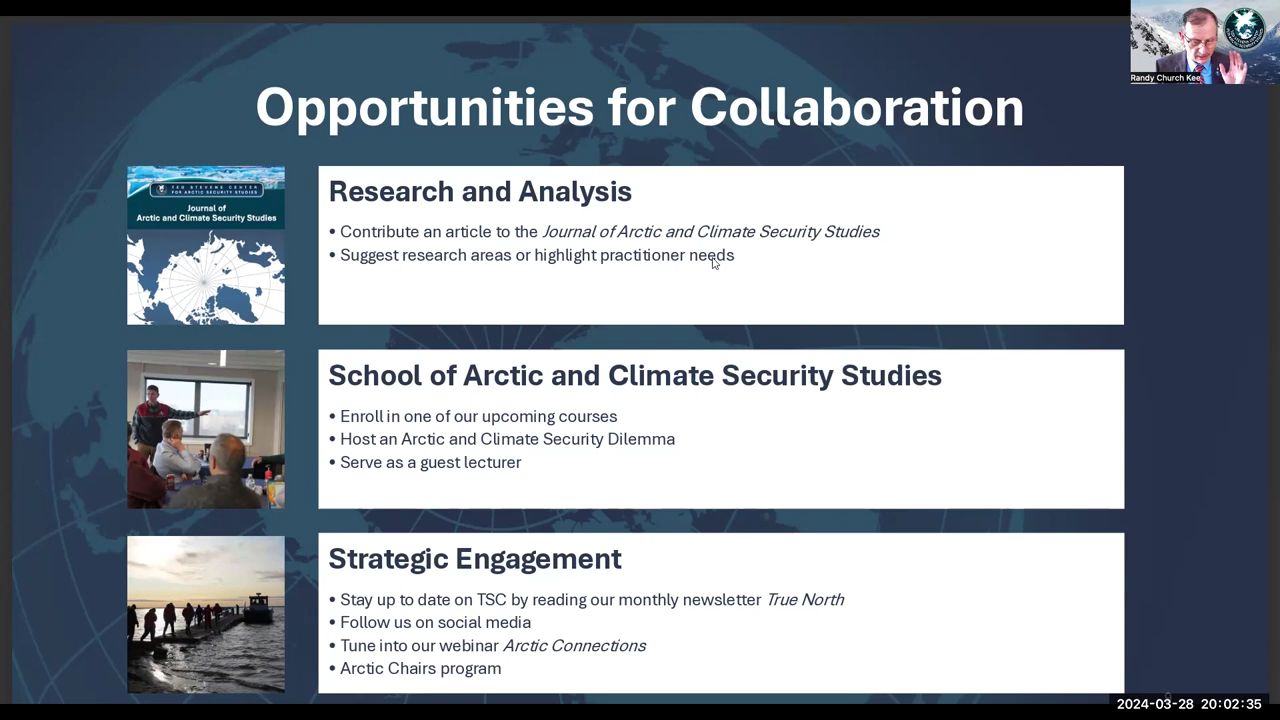 Randy Church Kee
Opportunities for Collaboration
TED STEVENS CENTER
FOR ARCTIC SECURITY STUDIES
Journal of
Arctic and Climate Security Studies
Research and Analysis
• Contribute an article to the Journal of Arctic and Climate Security Studies
• Suggest research areas or highlight practitioner needs
School of Arctic and Climate Security Studies
• Enroll in one of our upcoming courses
• Host an Arctic and Climate Security Dilemma
• Serve as a guest lecturer
Strategic Engagement
• Stay up to date on TSC by reading our monthly newsletter True North
• Follow us on social media
• Tune into our webinar Arctic Connections
• Arctic Chairs program
2024-03-28 20:02:35